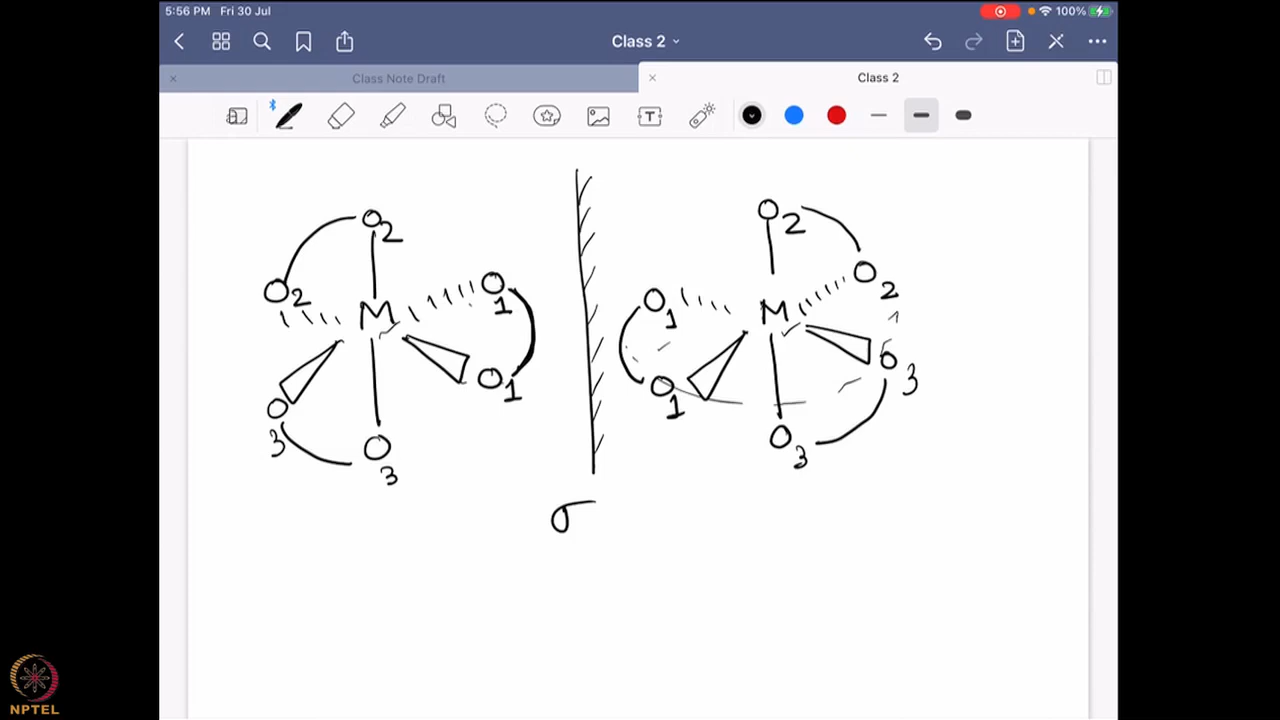 5:56 PM Fri 30 Jul
100%
Class 2
Class Note Draft
Class 2
T
O2
O2
M
O1
O1
O3
O3
σ
O2
O2
M
O1
O1
O3
O3
NPTEL